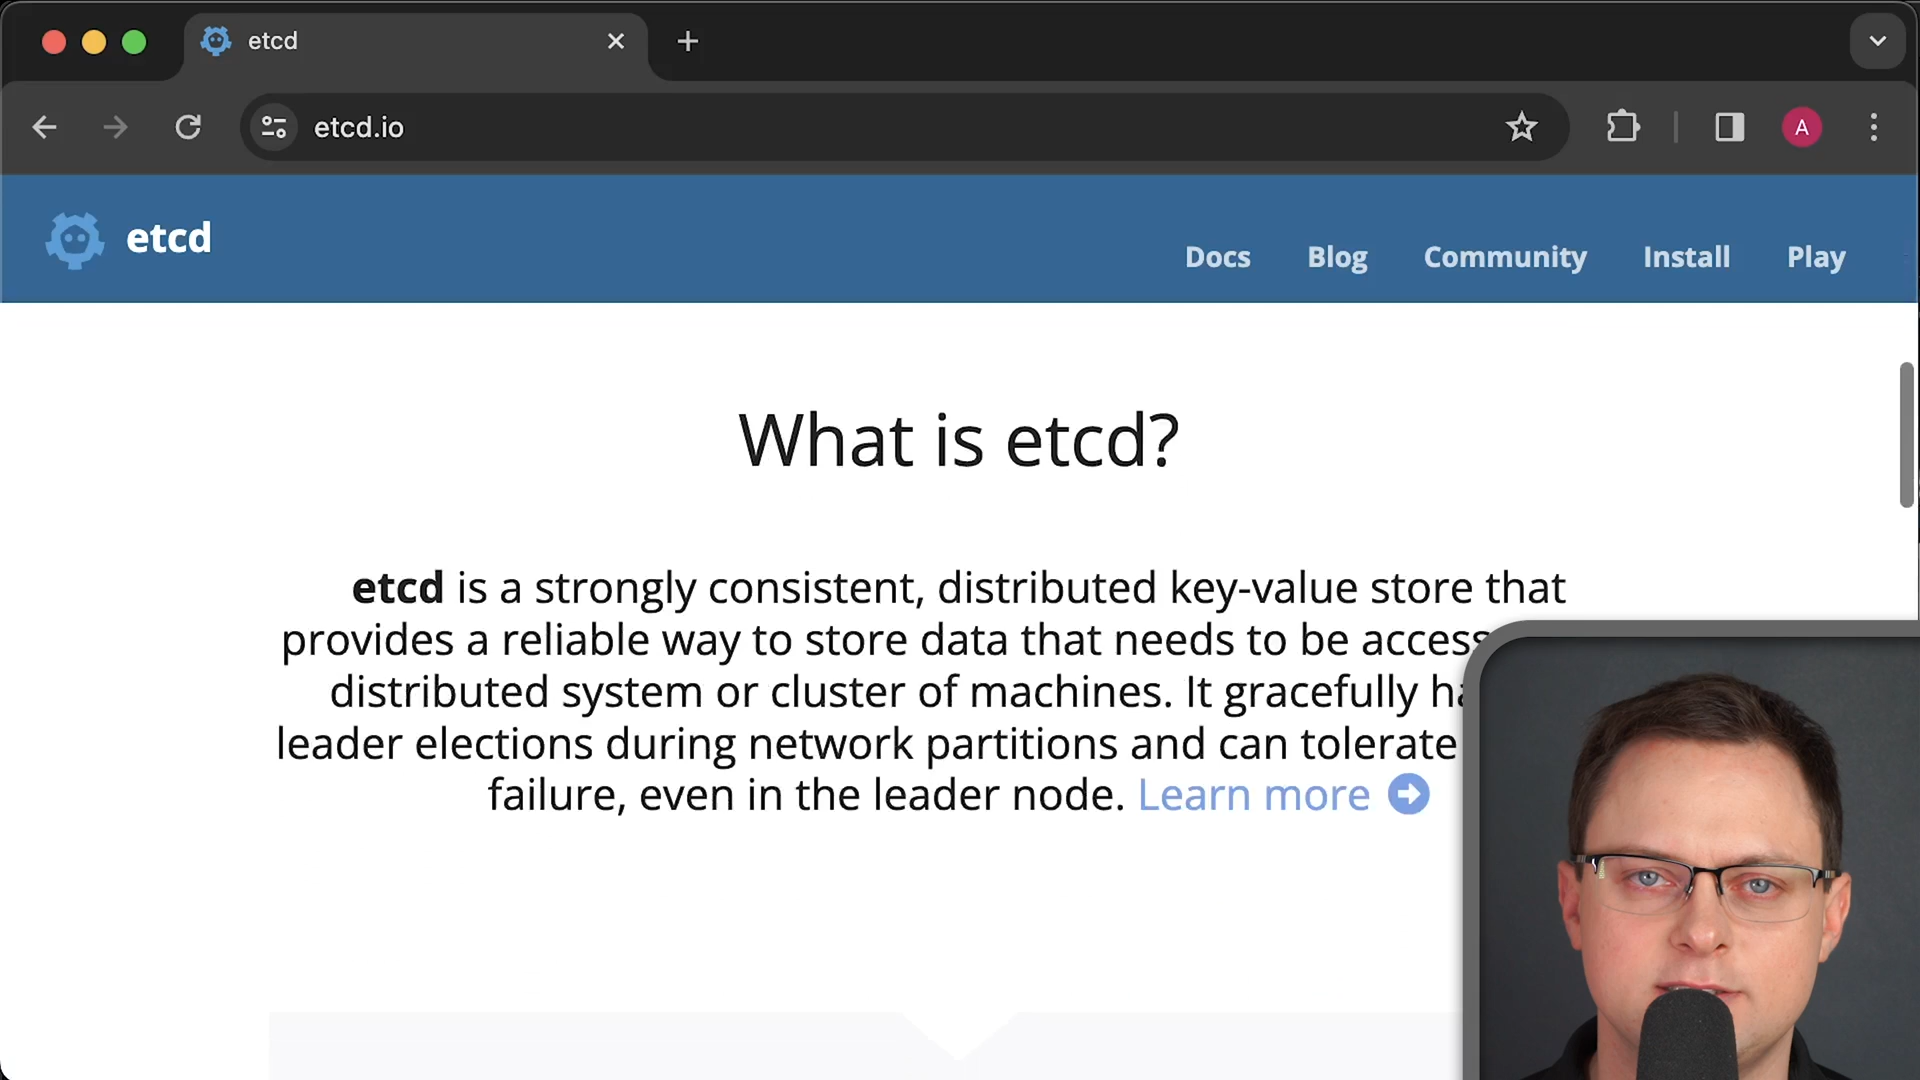 etcd
etcd.io
A
etcd
Docs Blog Community Install Play
What is etcd?
etcd is a strongly consistent, distributed key-value store that
provides a reliable way to store data that needs to be
distributed system or cluster of machines. It gracefully
leader elections during network partitions and can tolerate
failure, even in the leader node. Learn more